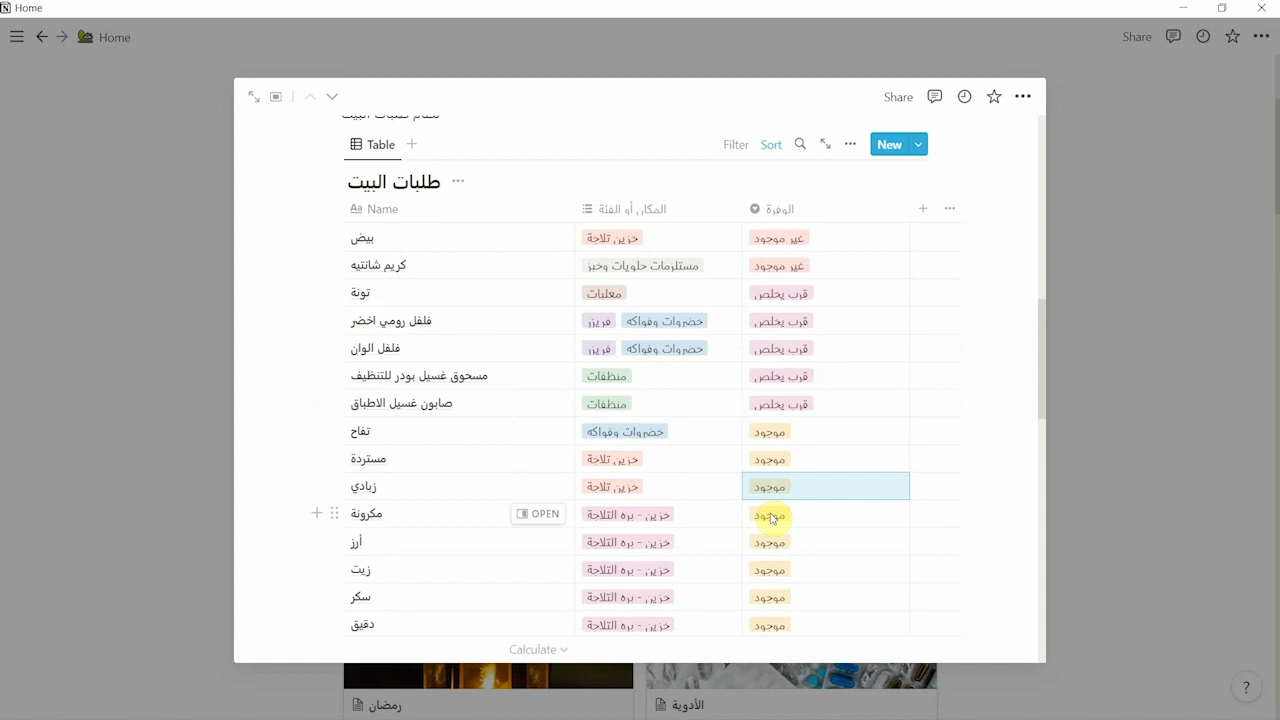 Home
Home
Share
Share
نظام طلبات البيت
Table
Filter Sort New
طلبات البيت
Aa Name المكان أو الفئة الوفرة
بيض خزين تلاجة غير موجود
كريم شانتيه مستلزمات حلويات وخبز غير موجود
تونة معلبات قرب يخلص
فلفل رومي اخضر فريزر خضروات وفواكه قرب يخلص
فلفل الوان فريزر خضروات وفواكه قرب يخلص
مسحوق غسيل بودر للتنظيف منظفات قرب يخلص
صابون غسيل الاطباق منظفات قرب يخلص
تفاح خضروات وفواكه موجود
مستردة خزين تلاجة موجود
زبادي خزين تلاجة موجود
مكرونة OPEN خزين - بره التلاجة موجود
أرز خزين - بره التلاجة موجود
زيت خزين - بره التلاجة موجود
سكر خزين - بره التلاجة موجود
دقيق خزين - بره التلاجة موجود
Calculate
رمضان الأدوية
?